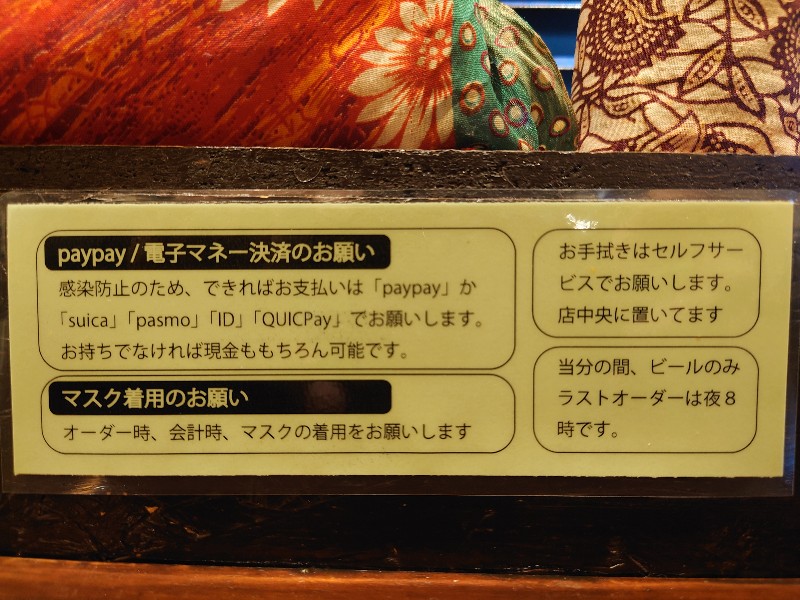 paypay / 電子マネー決済のお願い
感染防止のため、できればお支払いは「paypay」か
「suica」「pasmo」「ID」「QUICPay」でお願いします。
お持ちでなければ現金ももちろん可能です。
マスク着用のお願い
オーダー時、会計時、マスクの着用をお願いします
お手拭きはセルフサー
ビスでお願いします。
店中央に置いてます
当分の間、ビールのみ
ラストオーダーは夜８
時です。